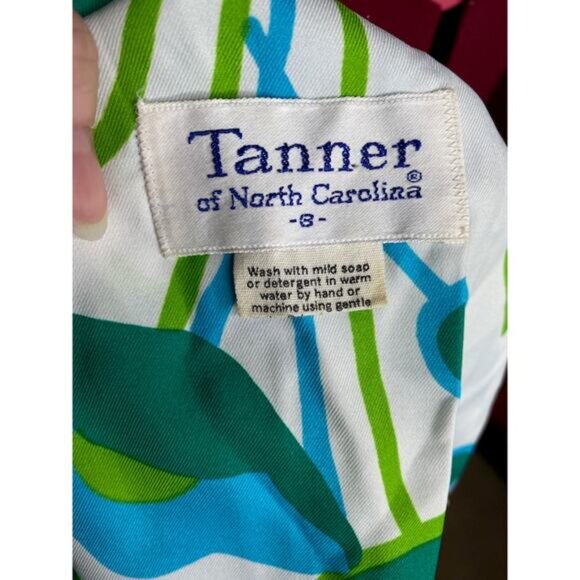 Tanner
of North Carolina®
-8-
Wash with mild soap
or detergent in warm
water by hand or
machine using gentle